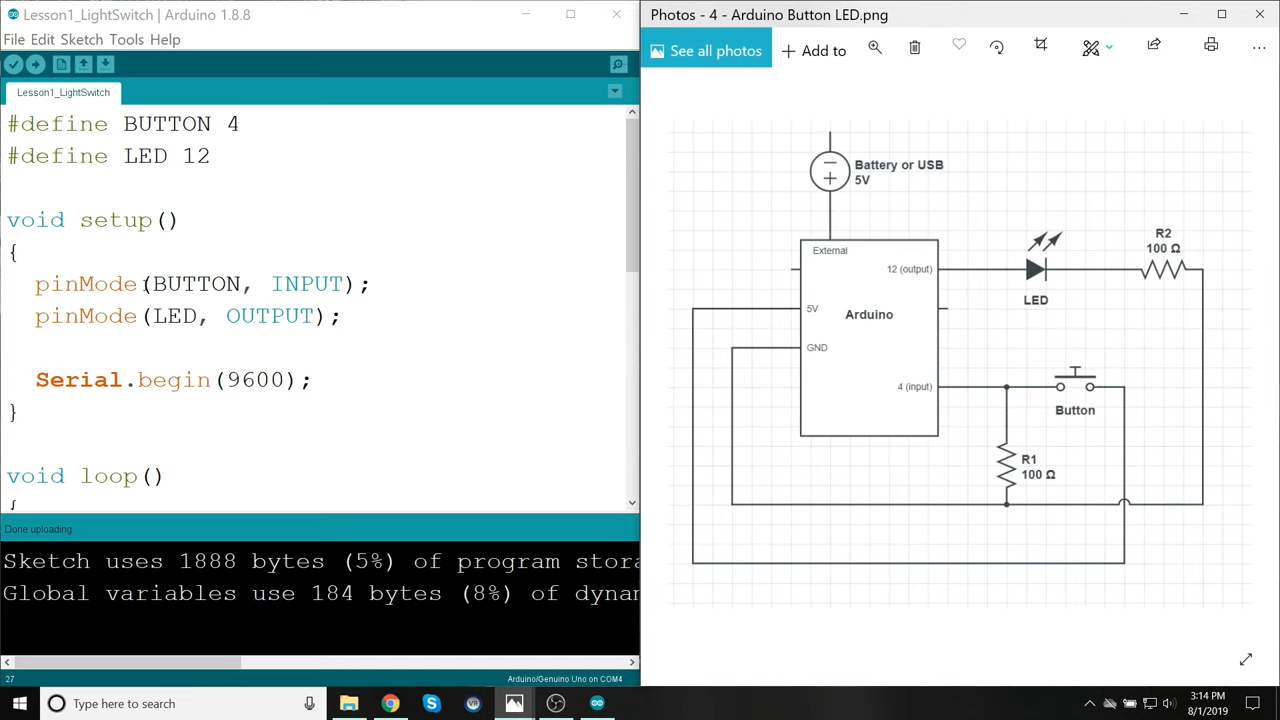 Lesson1_LightSwitch | Arduino 1.8.8
File Edit Sketch Tools Help
Lesson1_LightSwitch
#define BUTTON 4
#define LED 12
void setup()
{
pinMode(BUTTON, INPUT);
pinMode(LED, OUTPUT);
Serial.begin(9600);
}
void loop()
{
Done uploading
Sketch uses 1888 bytes (5%) of program stora
Global variables use 184 bytes (8%) of dynam
27
Arduino/Genuino Uno on COM4
Photos - 4 - Arduino Button LED.png
See all photos
+ Add to
Battery or USB
5V
External
12 (output)
5V
Arduino
GND
4 (input)
LED
R2
100 Ω
Button
R1
100 Ω
Type here to search
3:14 PM
8/1/2019